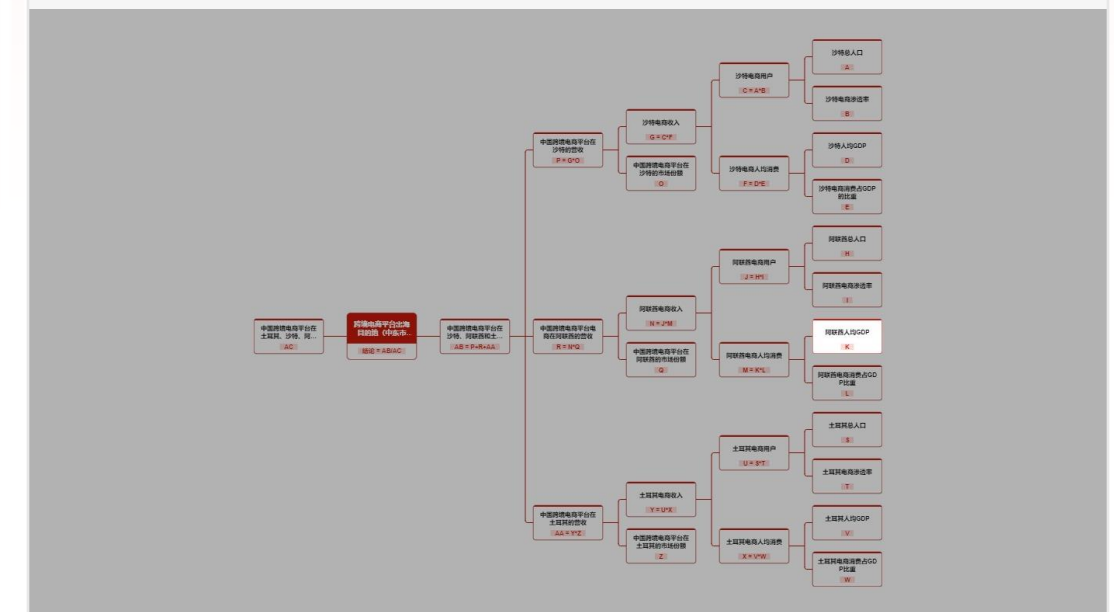 沙特总人口
A
沙特电商用户
C = A*B
沙特电商渗透率
B
沙特电商收入
G = C*F
中国跨境电商平台在
沙特的营收
P = G*O
中国跨境电商平台在
沙特的市场份额
O
沙特人均GDP
D
沙特电商人均消费
F = D*E
沙特电商消费占GDP
的比重
E
阿联酋总人口
H
阿联酋电商用户
J = H*I
阿联酋电商渗透率
I
阿联酋电商收入
N = J*M
中国跨境电商平台在
土耳其、沙特、阿...
AC
跨境电商平台出海
目的地（中东市...
结论 = AB/AC
中国跨境电商平台在
沙特、阿联酋和土...
AB = P+R+AA
中国跨境电商平台电
商在阿联酋的营收
R = N*Q
中国跨境电商平台在
阿联酋的市场份额
Q
阿联酋人均GDP
K
阿联酋电商人均消费
M = K*L
阿联酋电商消费占GD
P比重
L
土耳其总人口
S
土耳其电商用户
U = S*T
土耳其电商渗透率
T
土耳其电商收入
Y = U*X
中国跨境电商平台在
土耳其的营收
AA = Y*Z
中国跨境电商平台在
土耳其的市场份额
Z
土耳其人均GDP
V
土耳其电商人均消费
X = V*W
土耳其电商消费占GD
P比重
W